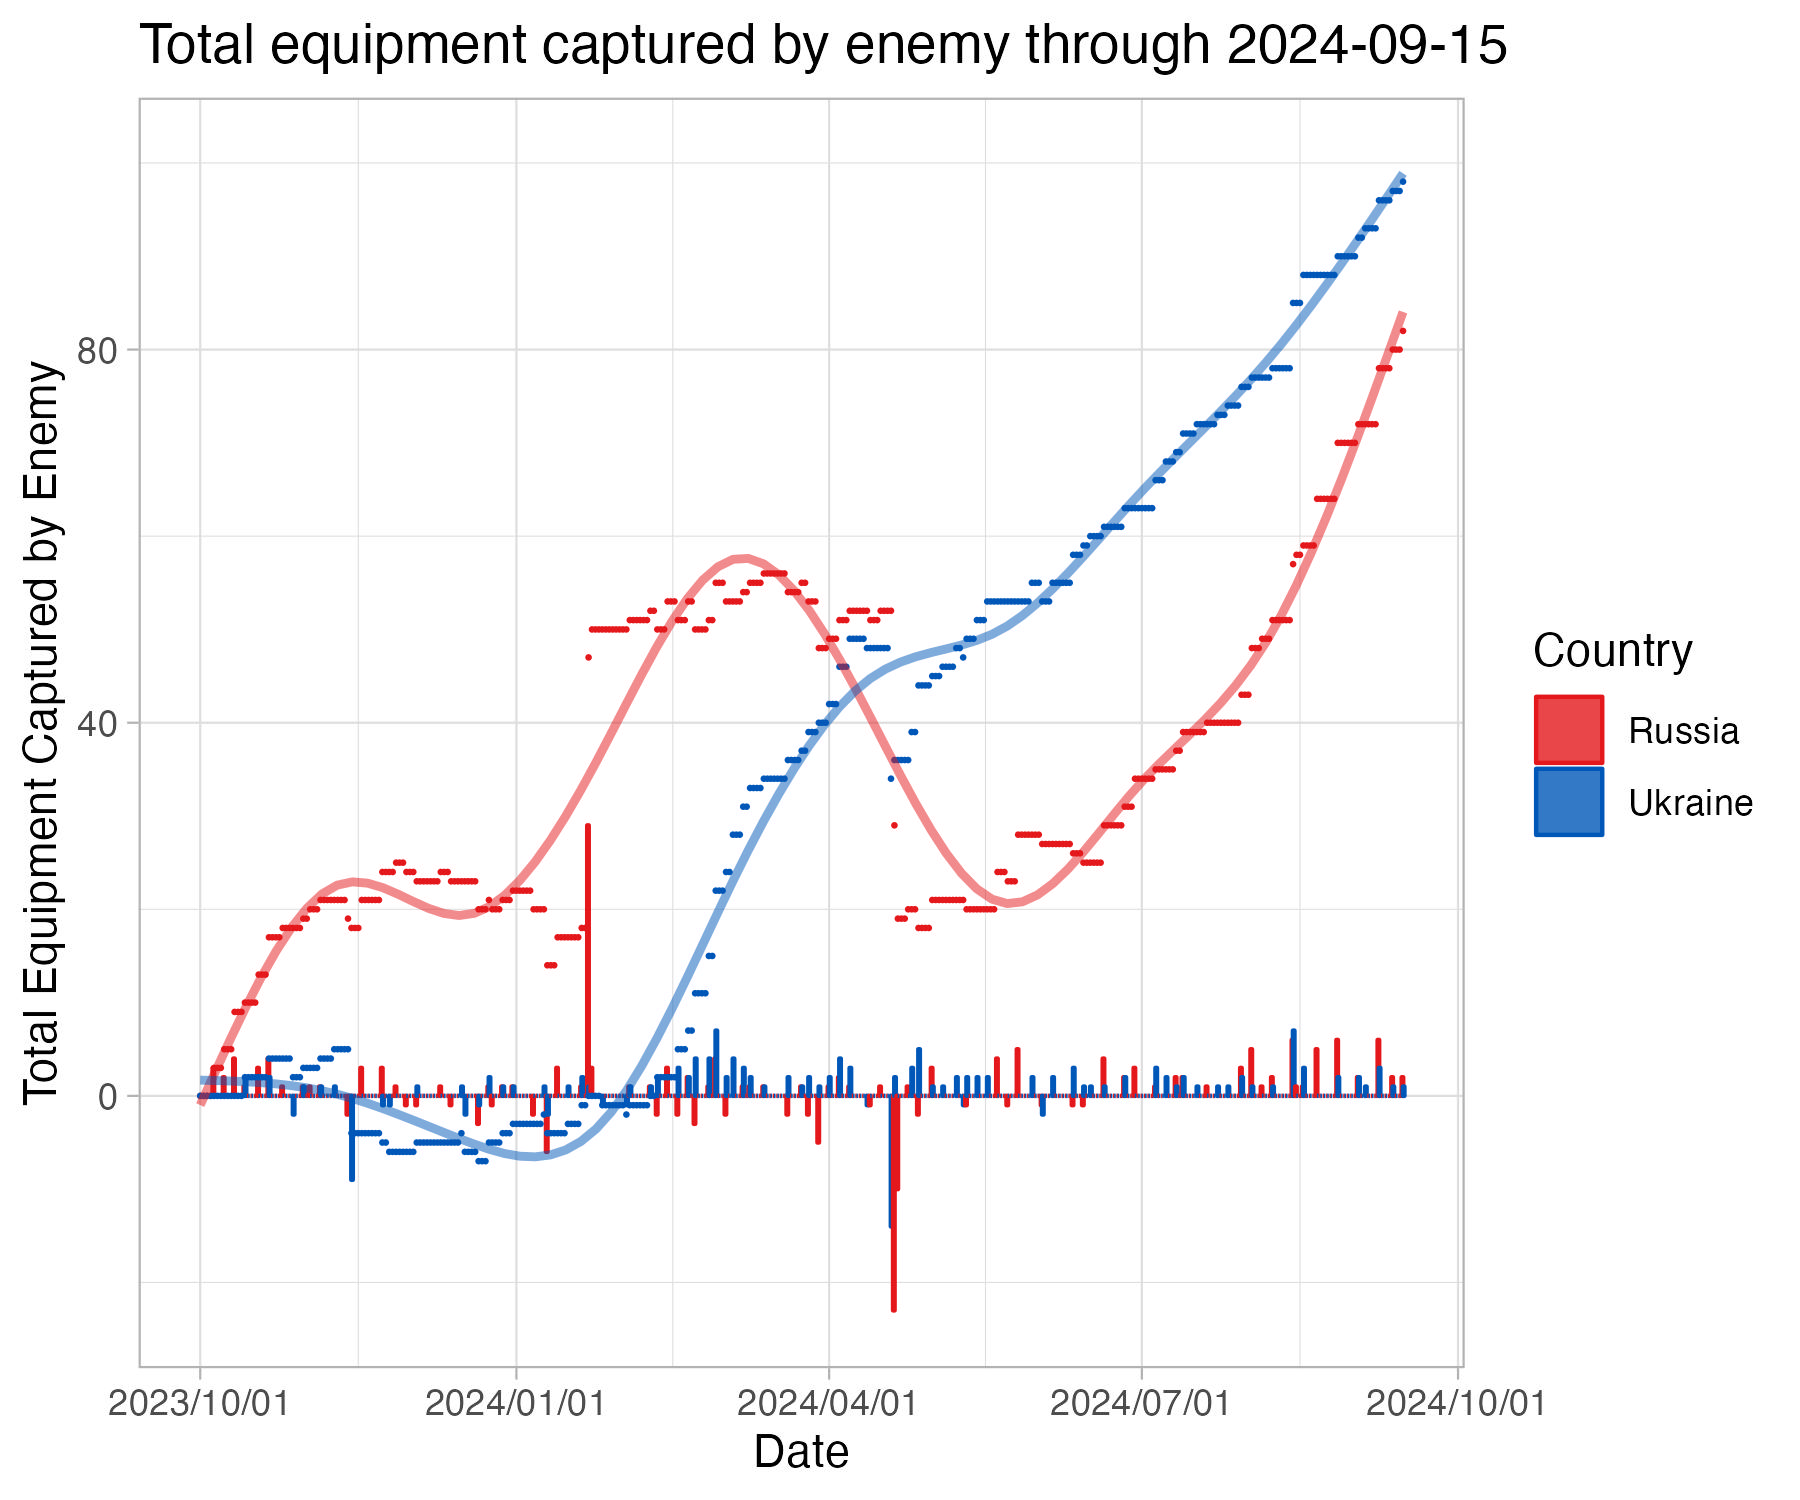 Total equipment captured by enemy through 2024-09-15
Total Equipment Captured by Enemy
80
40
0
2023/10/01
2024/01/01
2024/04/01
2024/07/01
2024/10/01
Date
Country
Russia
Ukraine